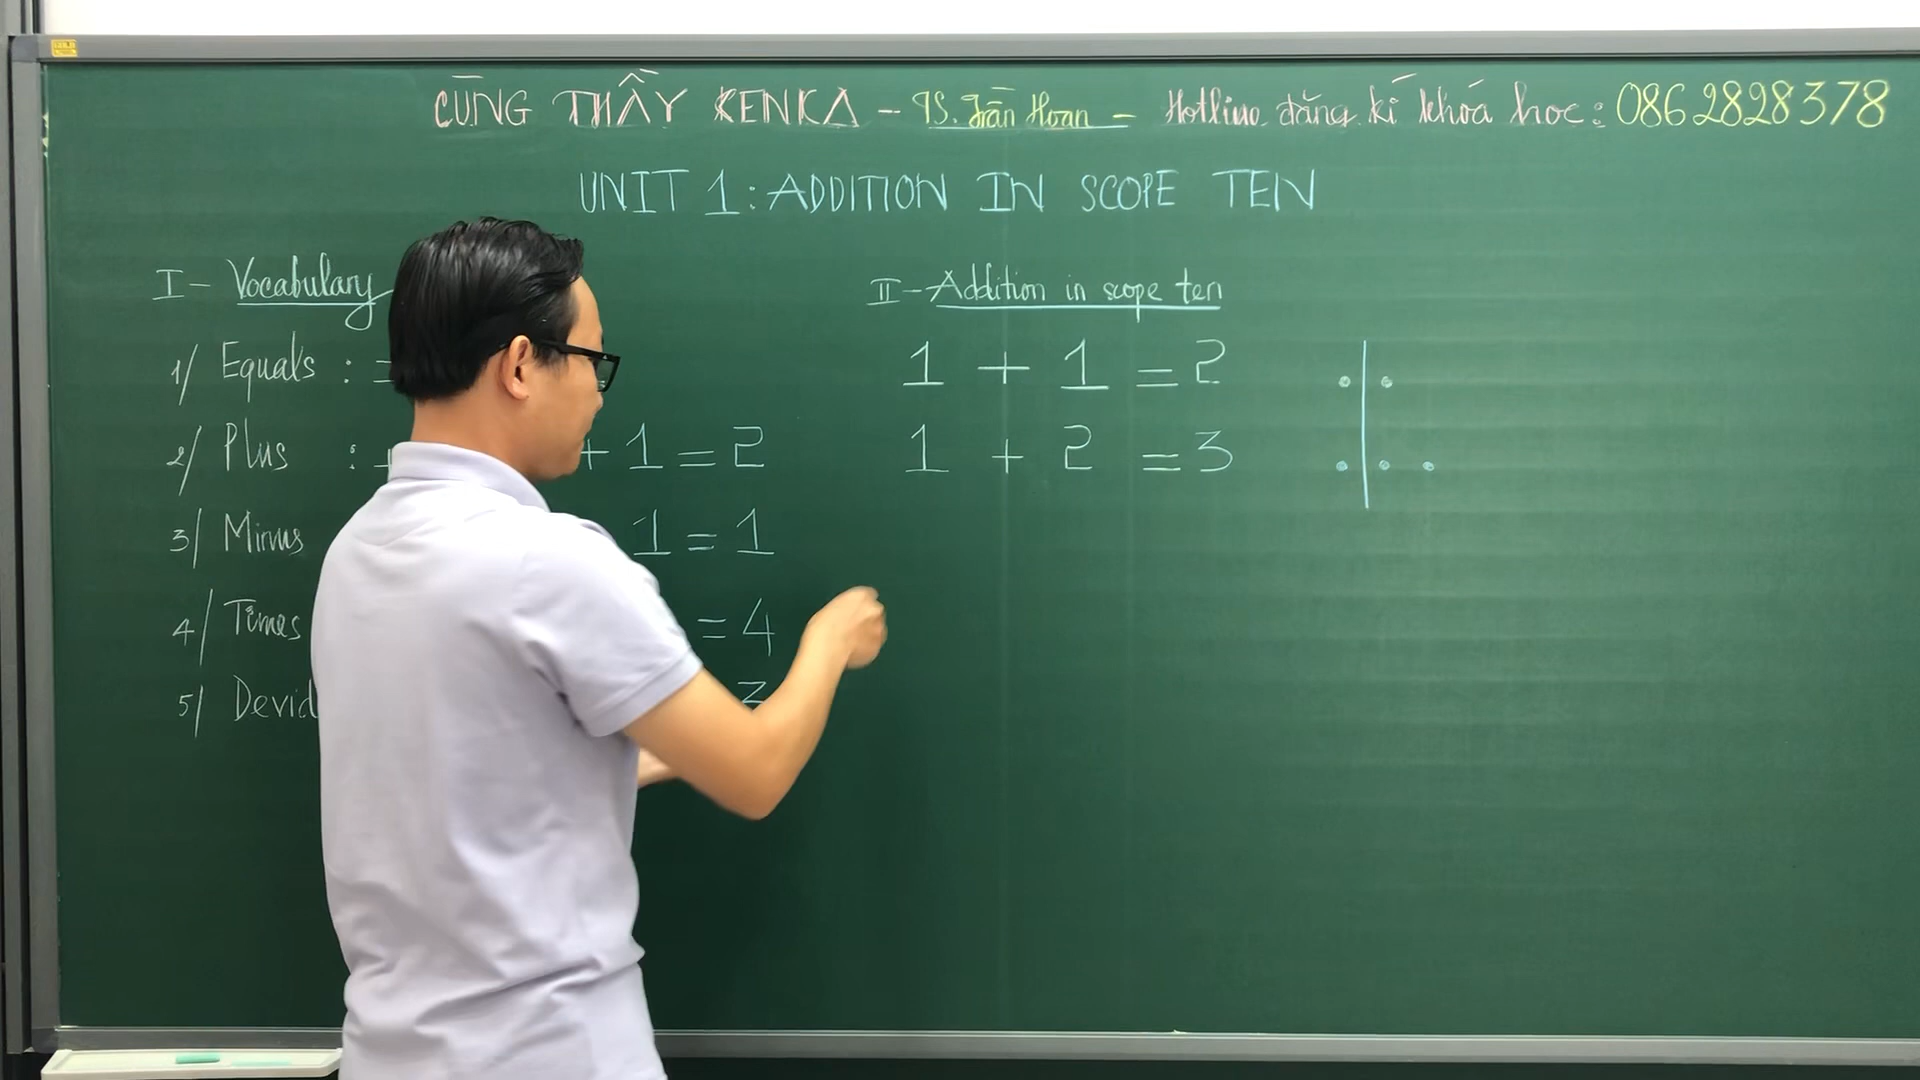 CÙNG THẦY KENKA - TS. Trần Hoan - Hotline đăng kí khóa học: 0862828378
UNIT 1: ADDITION IN SCOPE TEN
I- Vocabulary
1/ Equals : =
2/ Plus : + 1 = 2
3/ Minus 1 = 1
4/ Times = 4
5/ Devid
II- Addition in scope ten
1 + 1 = 2
1 + 2 = 3